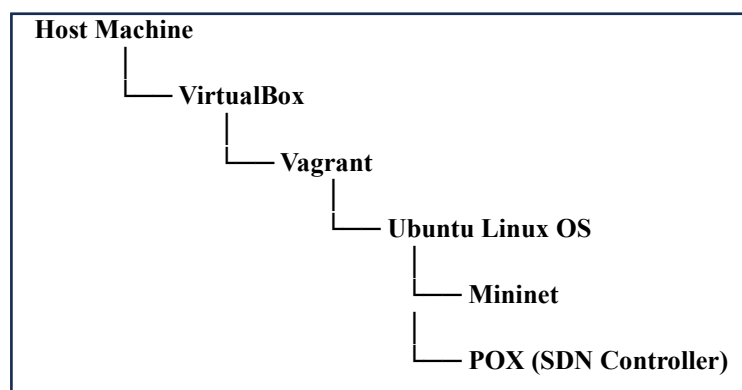 Host Machine
VirtualBox
Vagrant
Ubuntu Linux OS
Mininet
POX (SDN Controller)